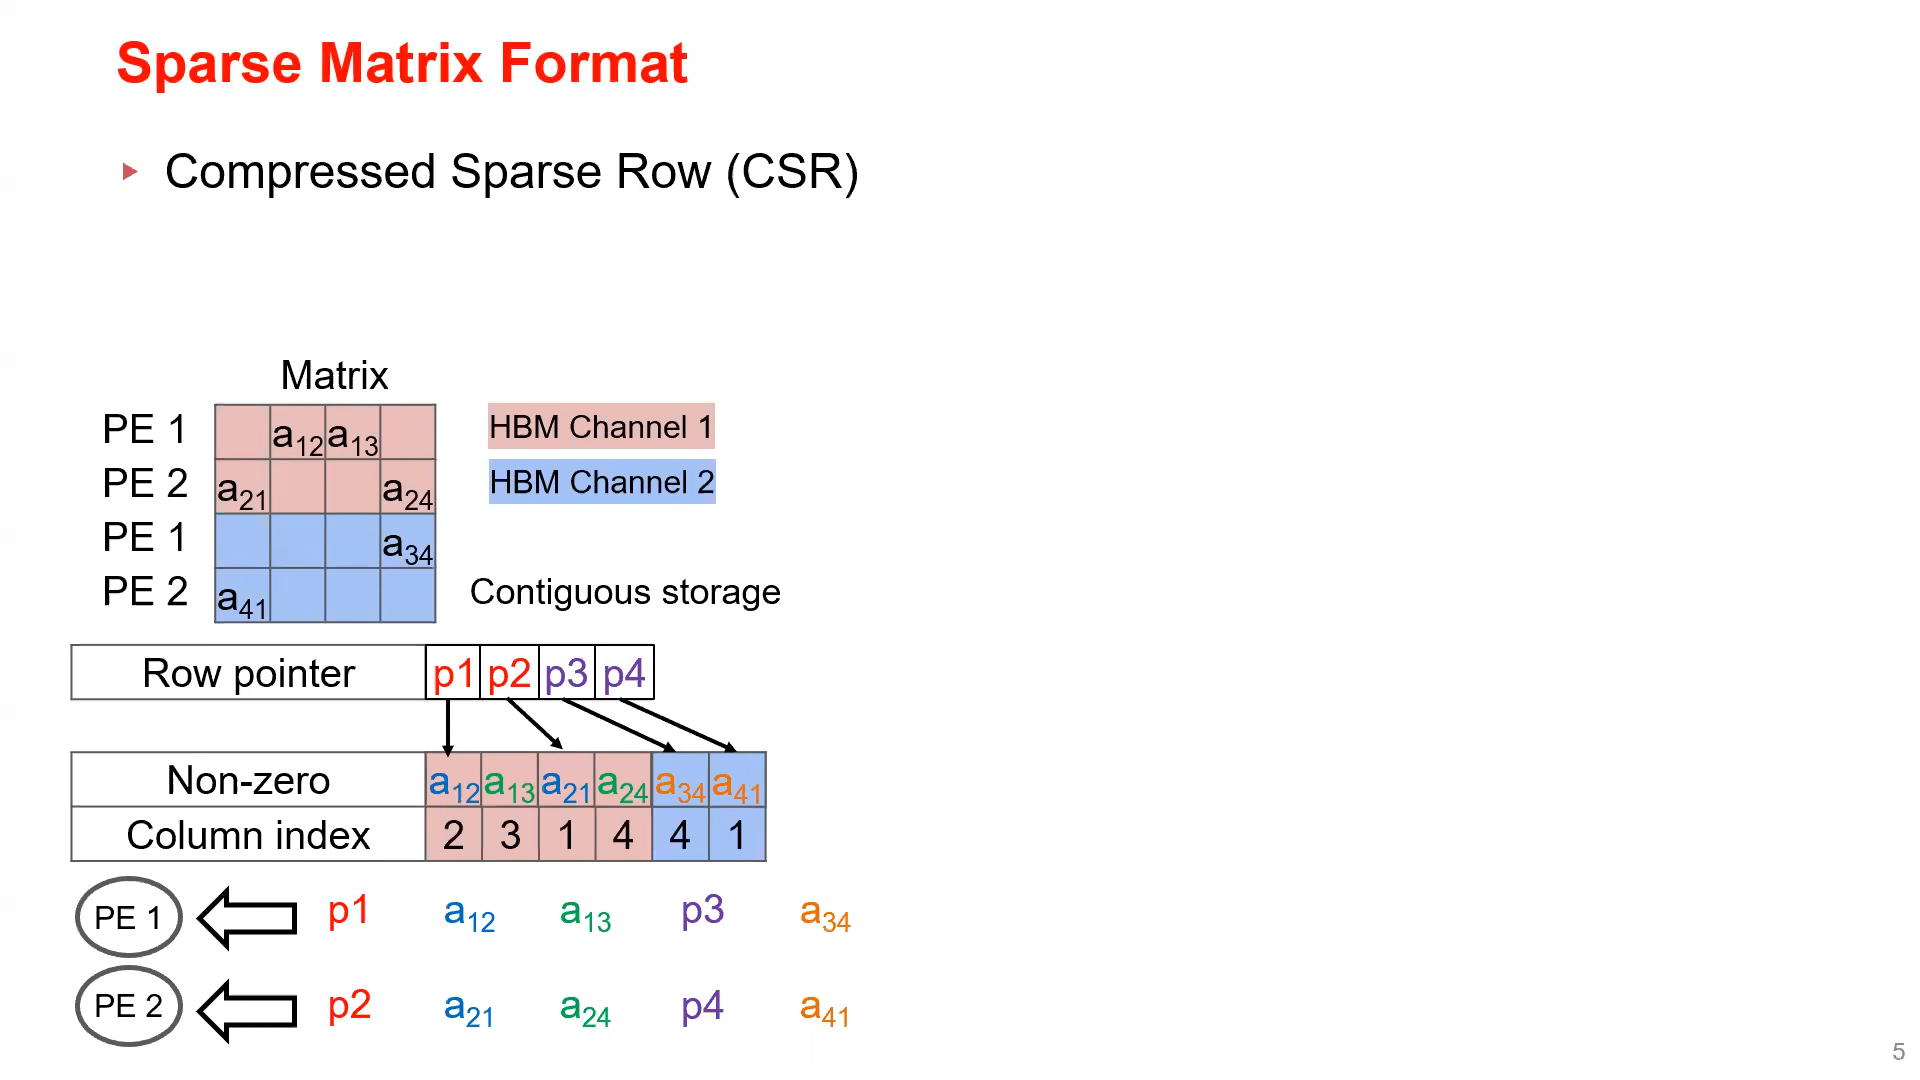 Sparse Matrix Format
Compressed Sparse Row (CSR)
Matrix
PE 1 a12 a13
PE 2 a21 a24
PE 1 a34
PE 2 a41
HBM Channel 1
HBM Channel 2
Contiguous storage
Row pointer p1 p2 p3 p4
Non-zero a12 a13 a21 a24 a34 a41
Column index 2 3 1 4 4 1
PE 1 p1 a12 a13 p3 a34
PE 2 p2 a21 a24 p4 a41
5